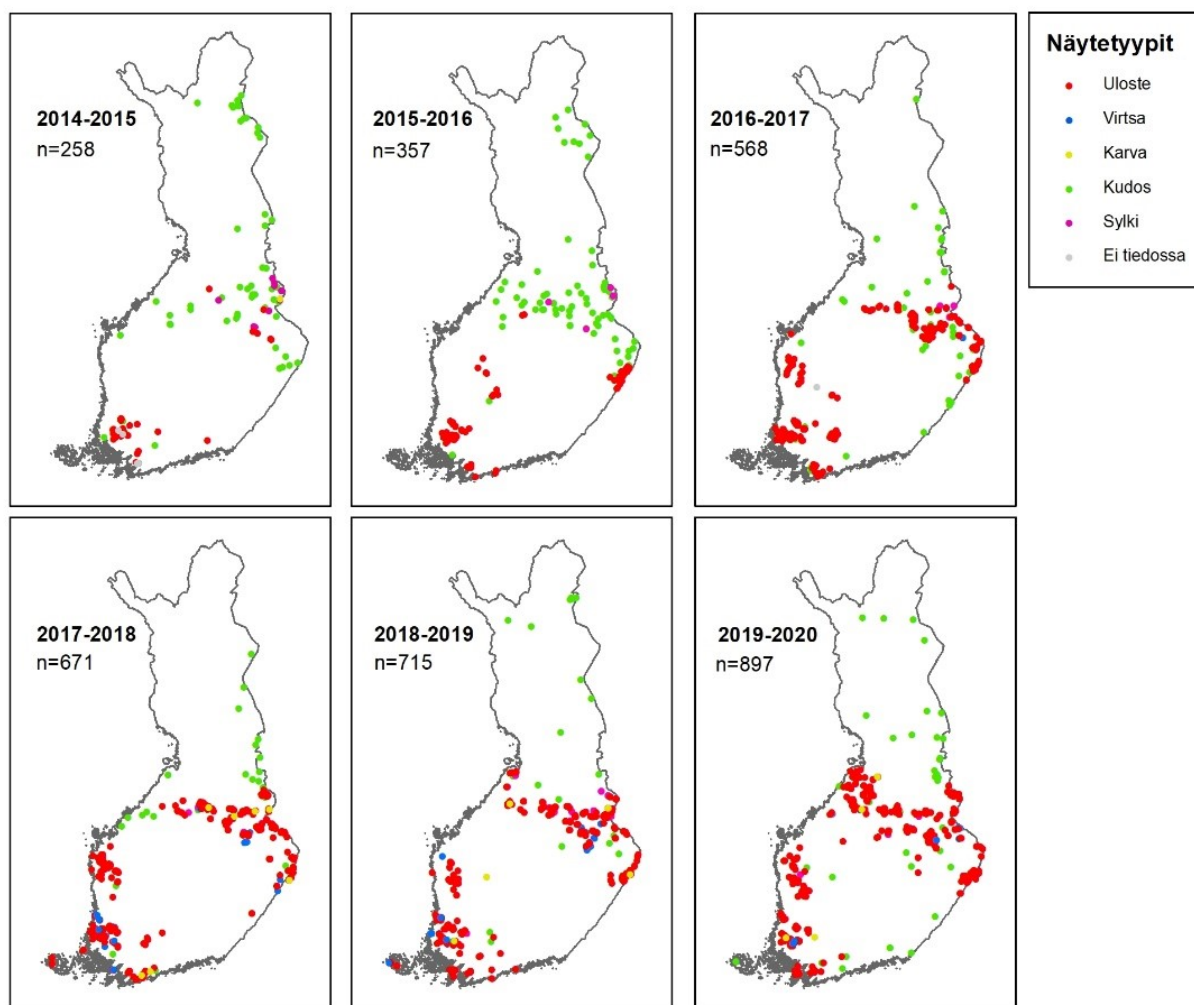 2014-2015
n=258
2015-2016
n=357
2016-2017
n=568
Näytetyypit
Uloste
Virtsa
Karva
Kudos
Sylki
Ei tiedossa
2017-2018
n=671
2018-2019
n=715
2019-2020
n=897